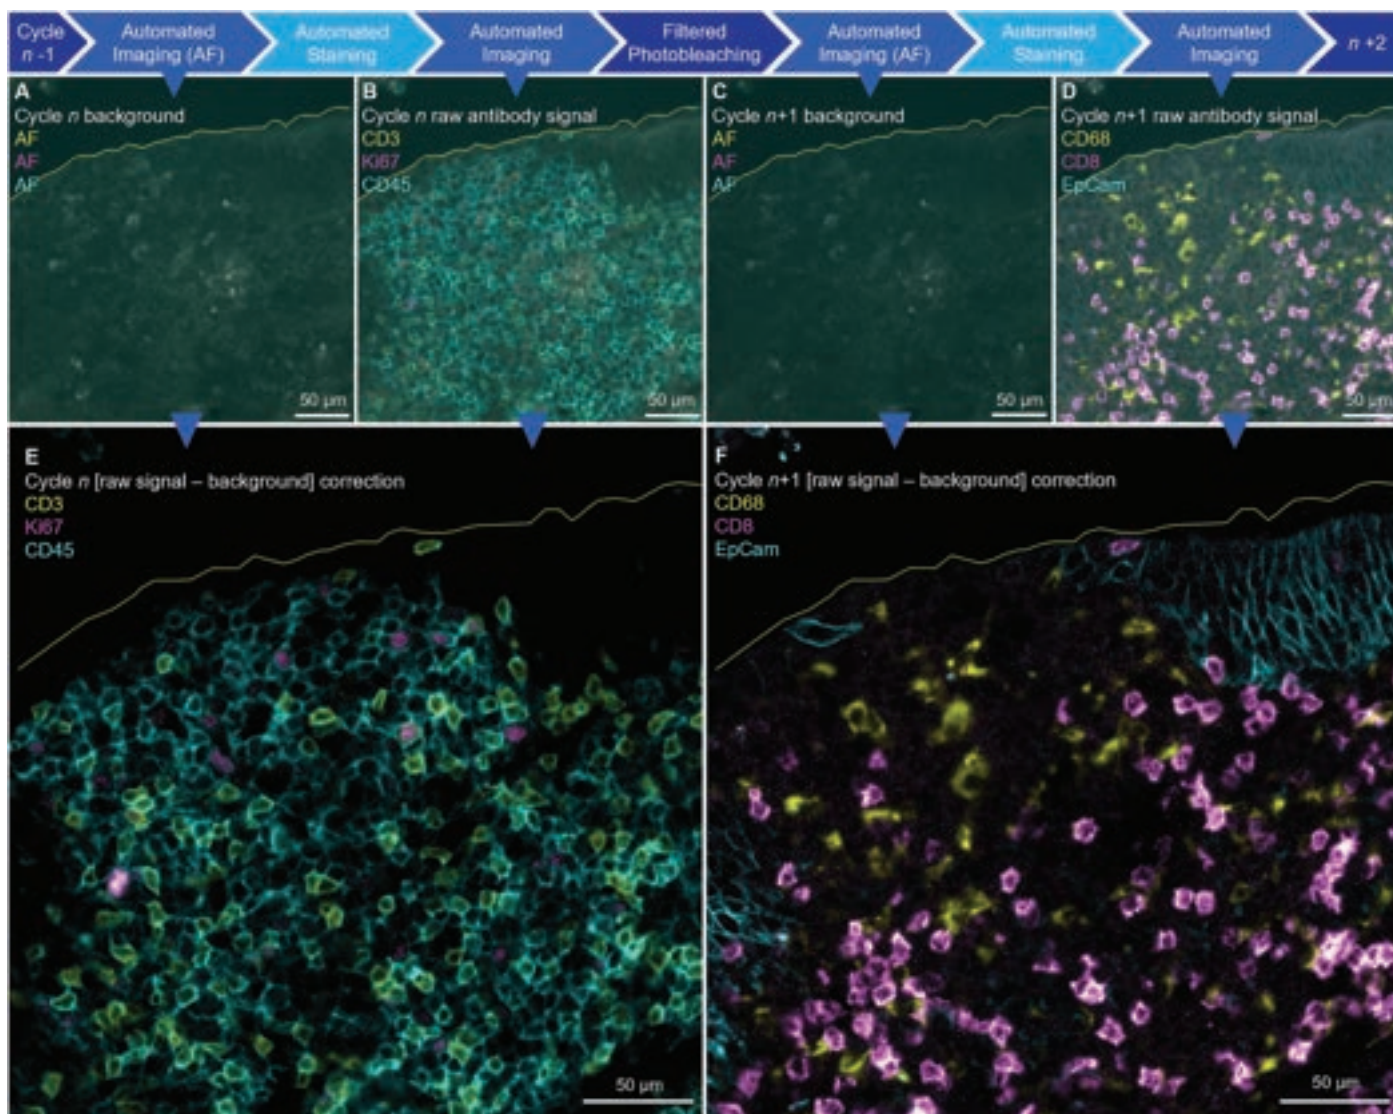 Cycle
n -1
Automated
Imaging (AF)
Automated
Staining
Automated
Imaging
Filtered
Photobleaching
Automated
Imaging (AF)
Automated
Staining
Automated
Imaging
n +2
A
Cycle n background
AF
AF
AF
50 µm
B
Cycle n raw antibody signal
CD3
Ki67
CD45
50 µm
C
Cycle n+1 background
AF
AF
AF
50 µm
D
Cycle n+1 raw antibody signal
CD68
CD8
EpCam
50 µm
E
Cycle n [raw signal – background] correction
CD3
Ki67
CD45
50 µm
F
Cycle n+1 [raw signal – background] correction
CD68
CD8
EpCam
50 µm